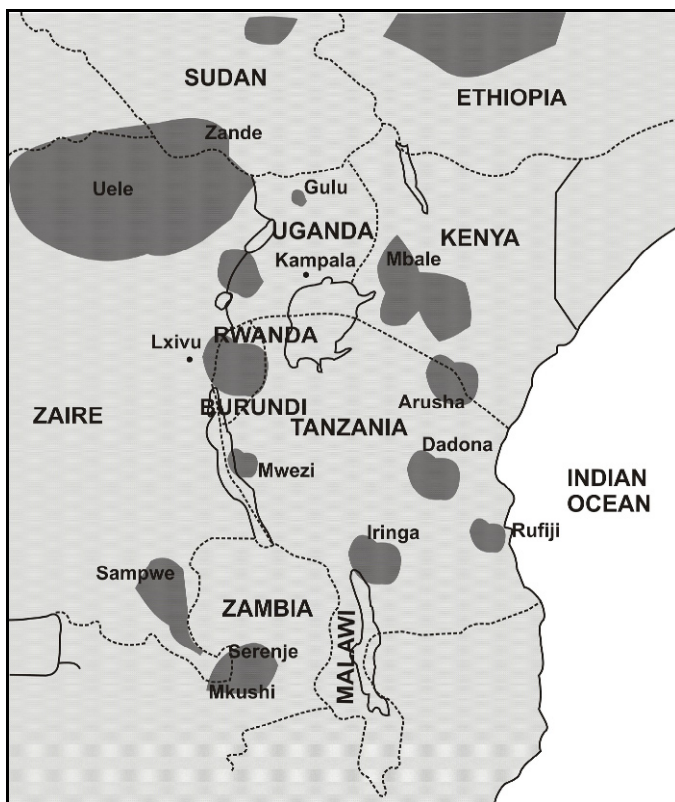 SUDAN
ETHIOPIA
Zande
Uele
Gulu
UGANDA
KENYA
Mbale
Kampala
RWANDA
Lxivu
Arusha
BURUNDI
ZAIRE
TANZANIA
Dadona
Mwezi
INDIAN
OCEAN
Iringa
Rufiji
Sampwe
ZAMBIA
MALAWI
Serenje
Mkushi